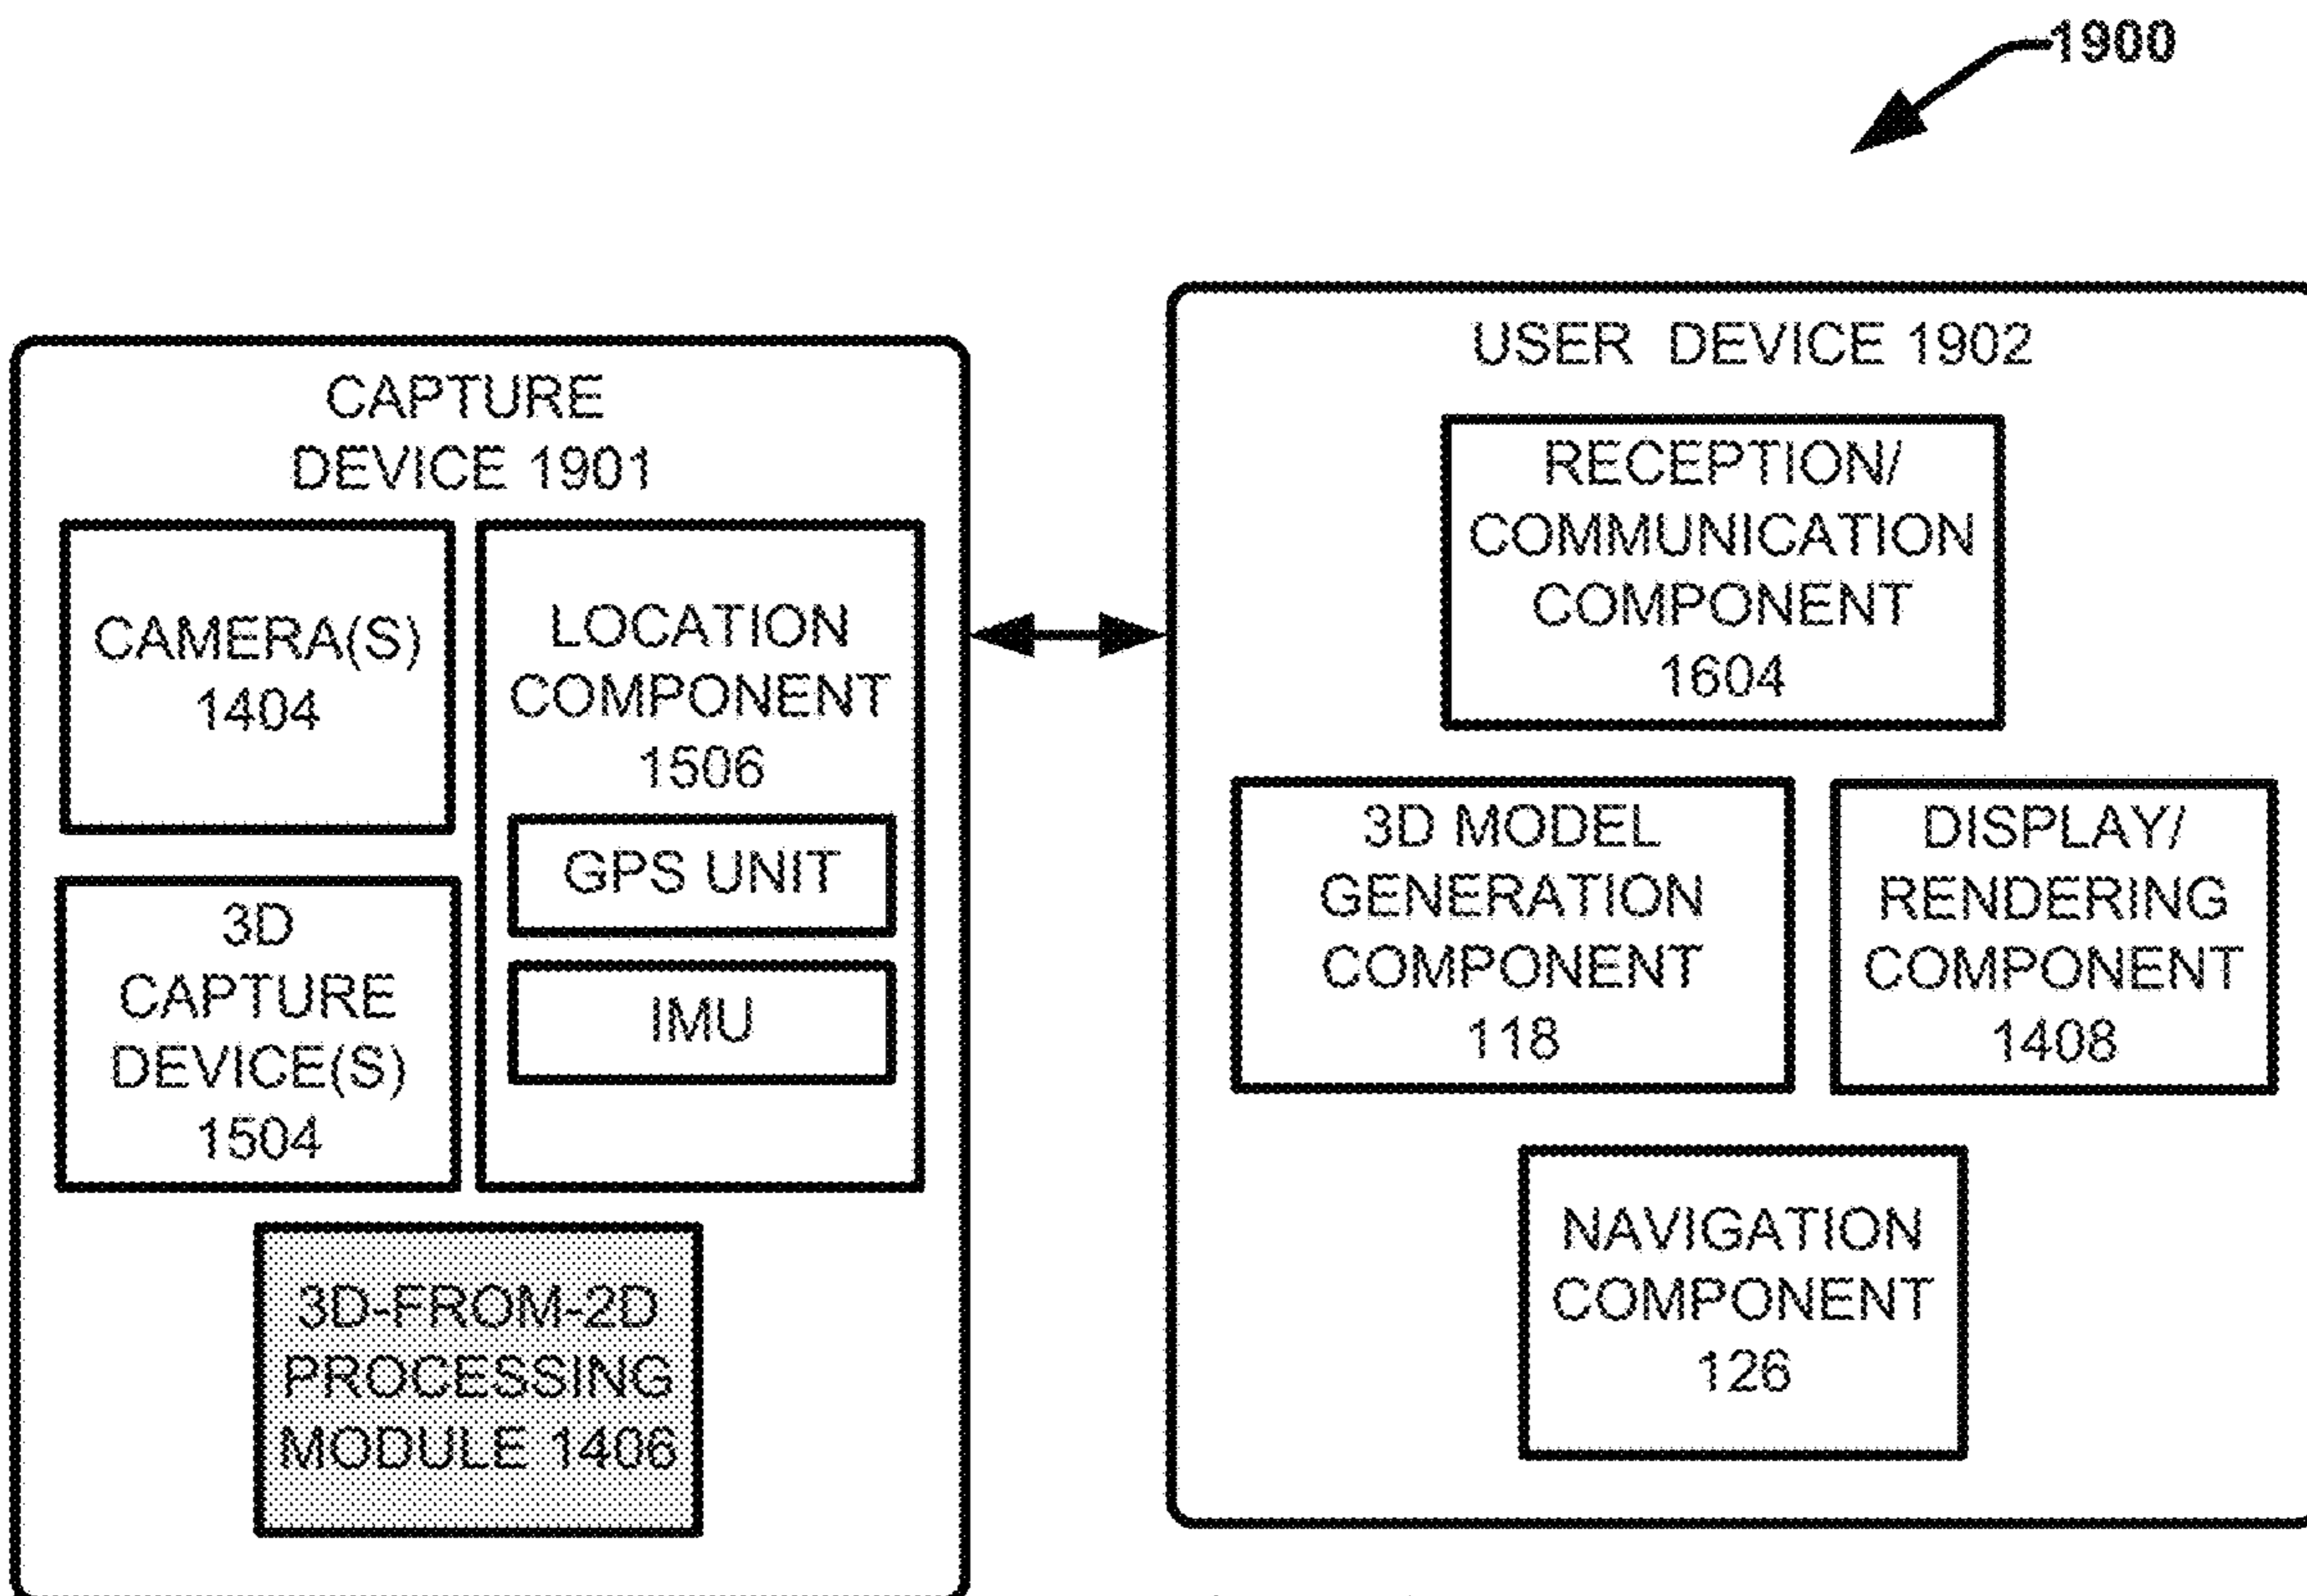 1900
CAPTURE
DEVICE 1901
CAMERA(S)
1404
3D
CAPTURE
DEVICE(S)
1504
LOCATION
COMPONENT
1506
GPS UNIT
IMU
3D-FROM-2D
PROCESSING
MODULE 1406
USER DEVICE 1902
RECEPTION/
COMMUNICATION
COMPONENT
1604
3D MODEL
GENERATION
COMPONENT
118
DISPLAY/
RENDERING
COMPONENT
1408
NAVIGATION
COMPONENT
126